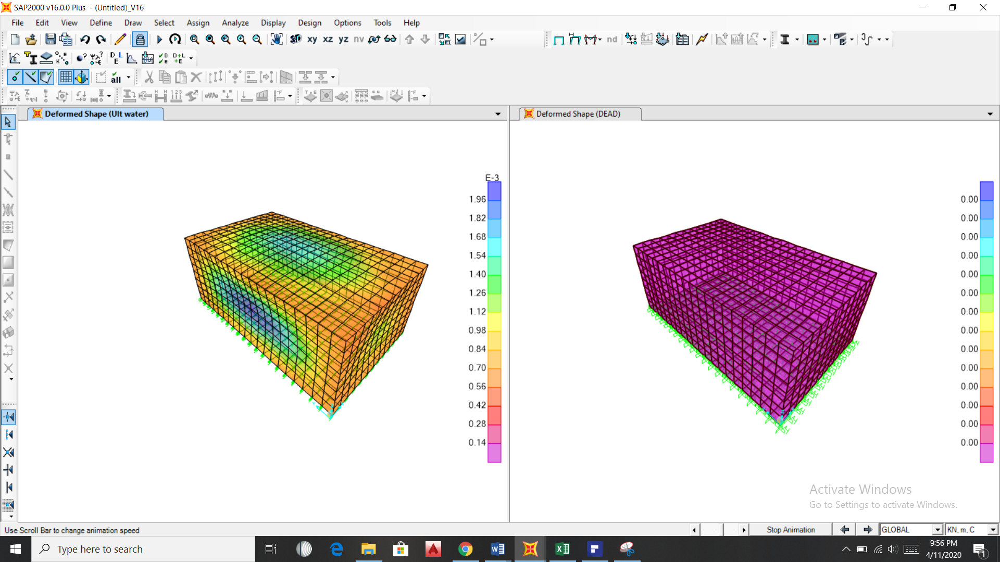 SAP2000 v16.0.0 Plus - (Untitled)_V16
File Edit View Define Draw Select Assign Analyze Display Design Options Tools Help
3D xy xz yz nv
nd
all
Deformed Shape (Ult water)
Deformed Shape (DEAD)
E-3
1.96
1.82
1.68
1.54
1.40
1.26
1.12
0.98
0.84
0.70
0.56
0.42
0.28
0.14
0.00
0.00
0.00
0.00
0.00
0.00
0.00
0.00
0.00
0.00
0.00
0.00
0.00
0.00
Activate Windows
Go to Settings to activate Windows.
Use Scroll Bar to change animation speed
Stop Animation
GLOBAL
KN, m, C
Type here to search
9:56 PM
4/11/2020
1